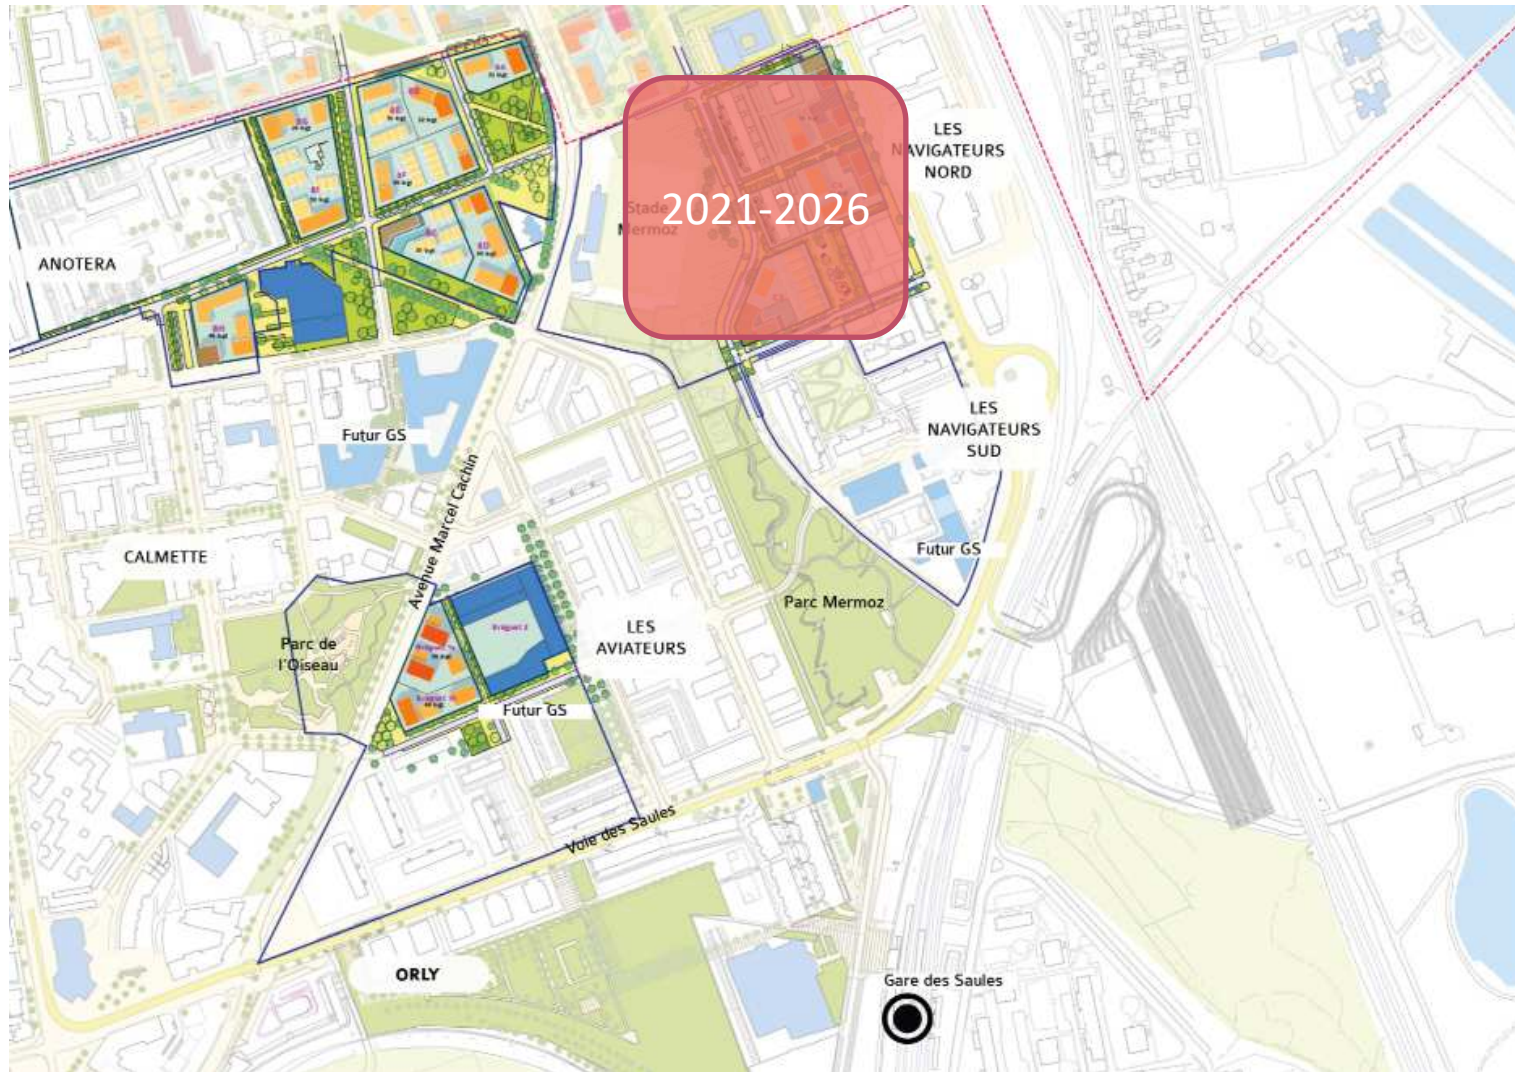 LES
NAVIGATEURS
NORD
Stade
Mermoz
2021-2026
ANOTERA
LES
NAVIGATEURS
SUD
Futur GS
Avenue Marcel Cachin
CALMETTE
Futur GS
Parc Mermoz
LES
AVIATEURS
Parc de
l'Oiseau
Futur GS
Voie des Saules
ORLY
Gare des Saules